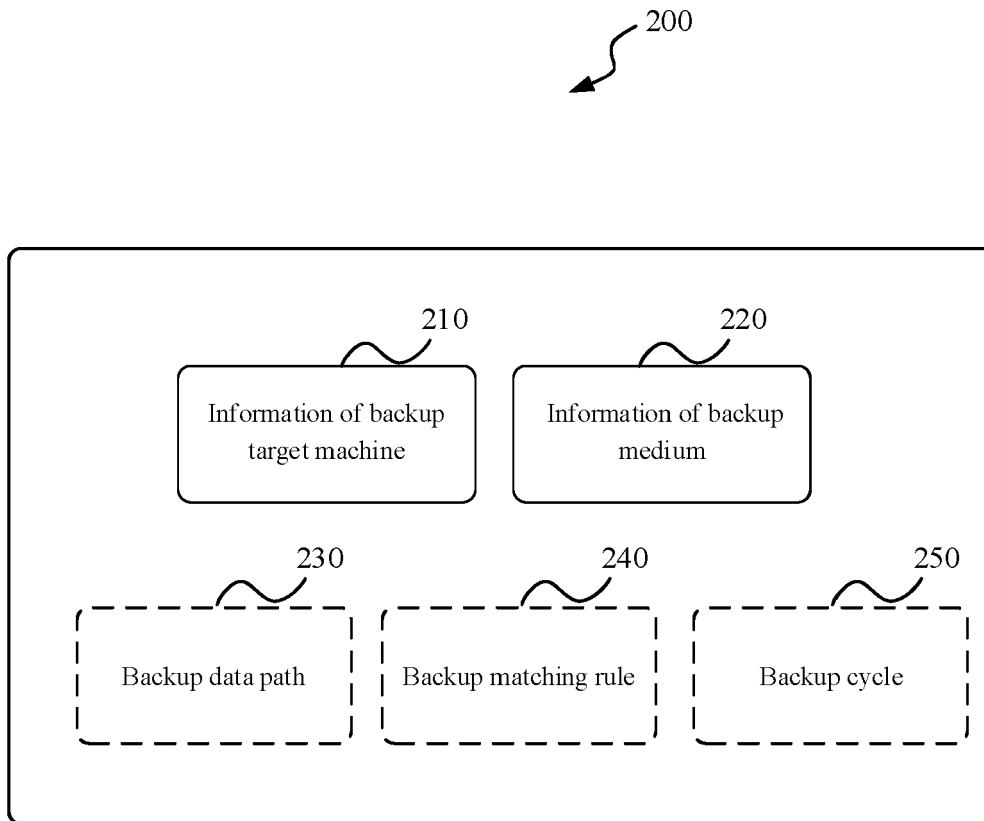 200
210
220
Information of backup
target machine
Information of backup
medium
230
240
250
Backup data path
Backup matching rule
Backup cycle